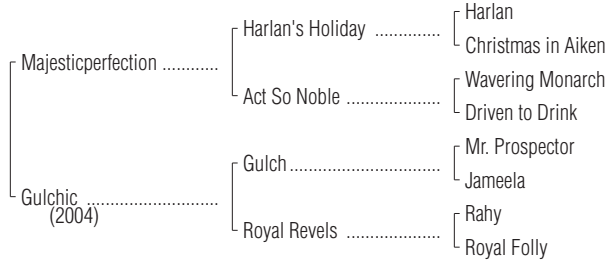 Harlan
Harlan's Holiday ..............
Christmas in Aiken
Majesticperfection ............
Wavering Monarch
Act So Noble ....................
Driven to Drink
Mr. Prospector
Gulch................................
Jameela
Gulchic ............................
(2004)
Rahy
Royal Revels ....................
Royal Folly